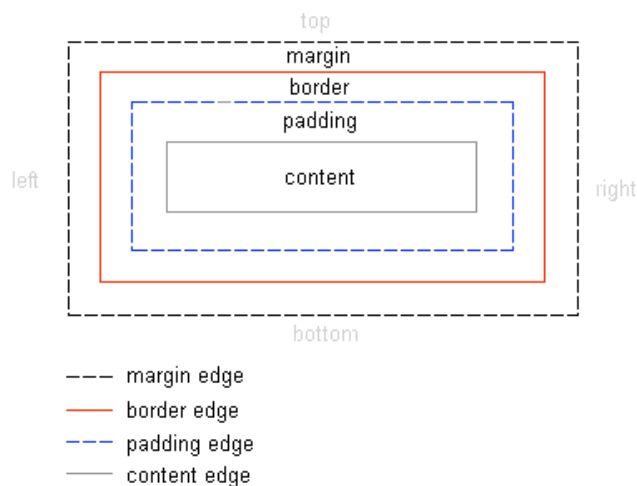 top
margin
border
padding
left
content
right
bottom
margin edge
border edge
padding edge
content edge